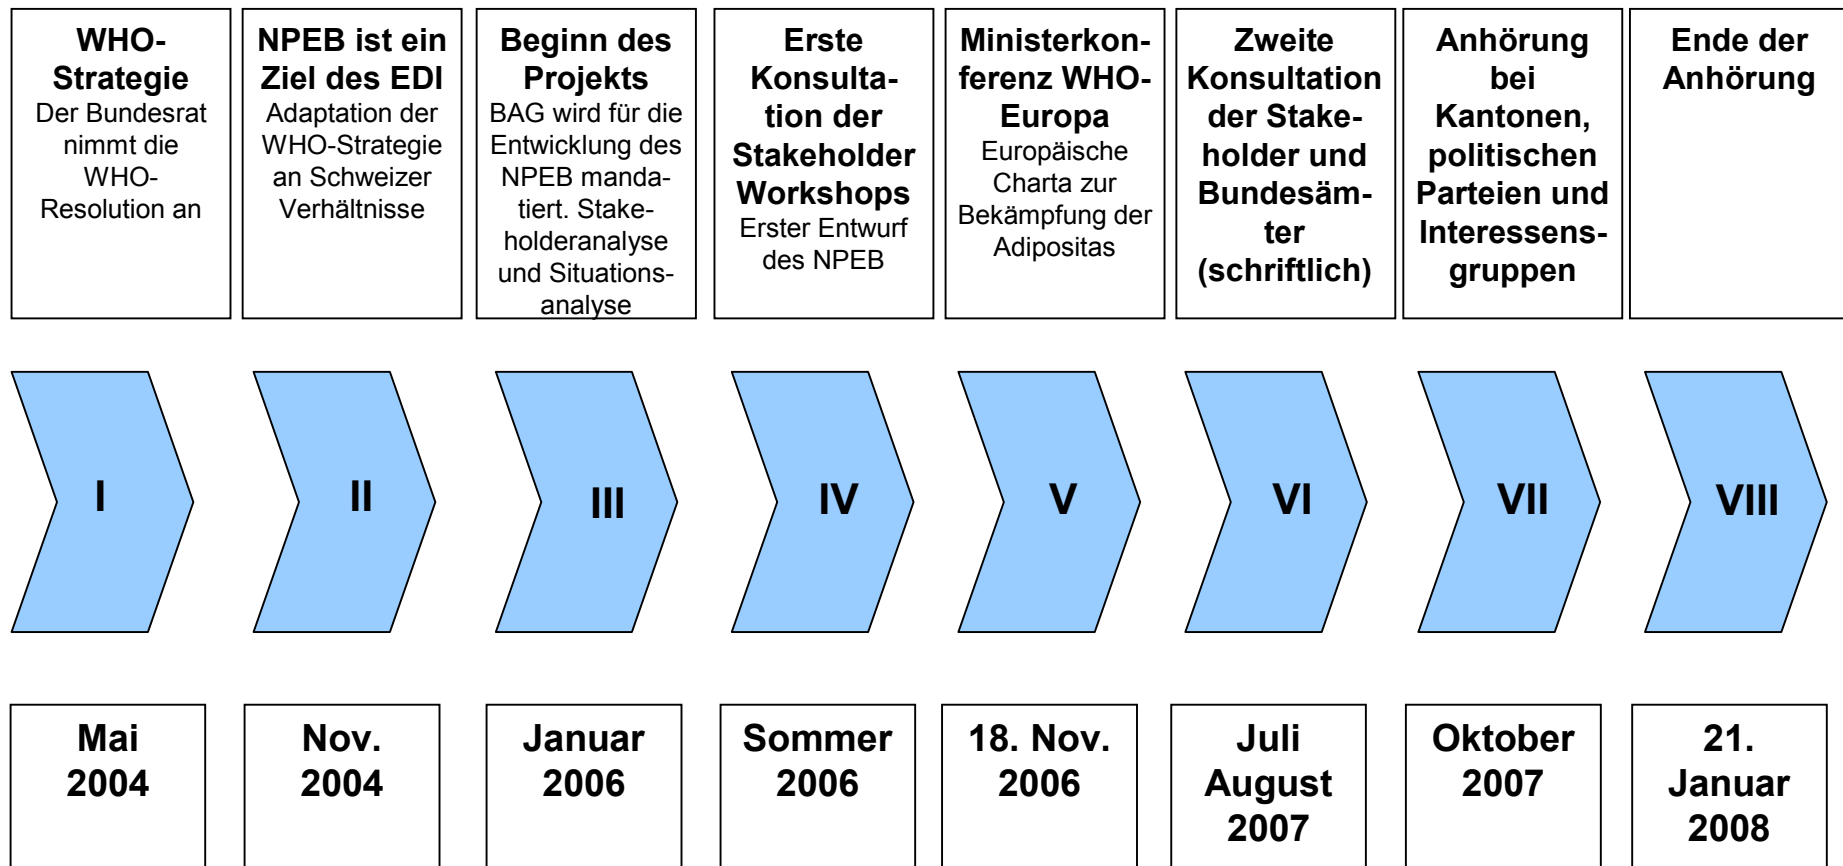 WHO-
Strategie
Der Bundesrat
nimmt die
WHO-
Resolution an
NPEB ist ein
Ziel des EDI
Adaptation der
WHO-Strategie
an Schweizer
Verhältnisse
Beginn des
Projekts
BAG wird für die
Entwicklung des
NPEB manda-
tiert. Stake-
holderanalyse
und Situations-
analyse
Erste
Konsulta-
tion der
Stakeholder
Workshops
Erster Entwurf
des NPEB
Ministerkon-
ferenz WHO-
Europa
Europäische
Charta zur
Bekämpfung der
Adipositas
Zweite
Konsultation
der Stake-
holder und
Bundesäm-
ter
(schriftlich)
Anhörung
bei
Kantonen,
politischen
Parteien und
Interessens-
gruppen
Ende der
Anhörung
I
II
III
IV
V
VI
VII
VIII
Mai
2004
Nov.
2004
Januar
2006
Sommer
2006
18. Nov.
2006
Juli
August
2007
Oktober
2007
21.
Januar
2008